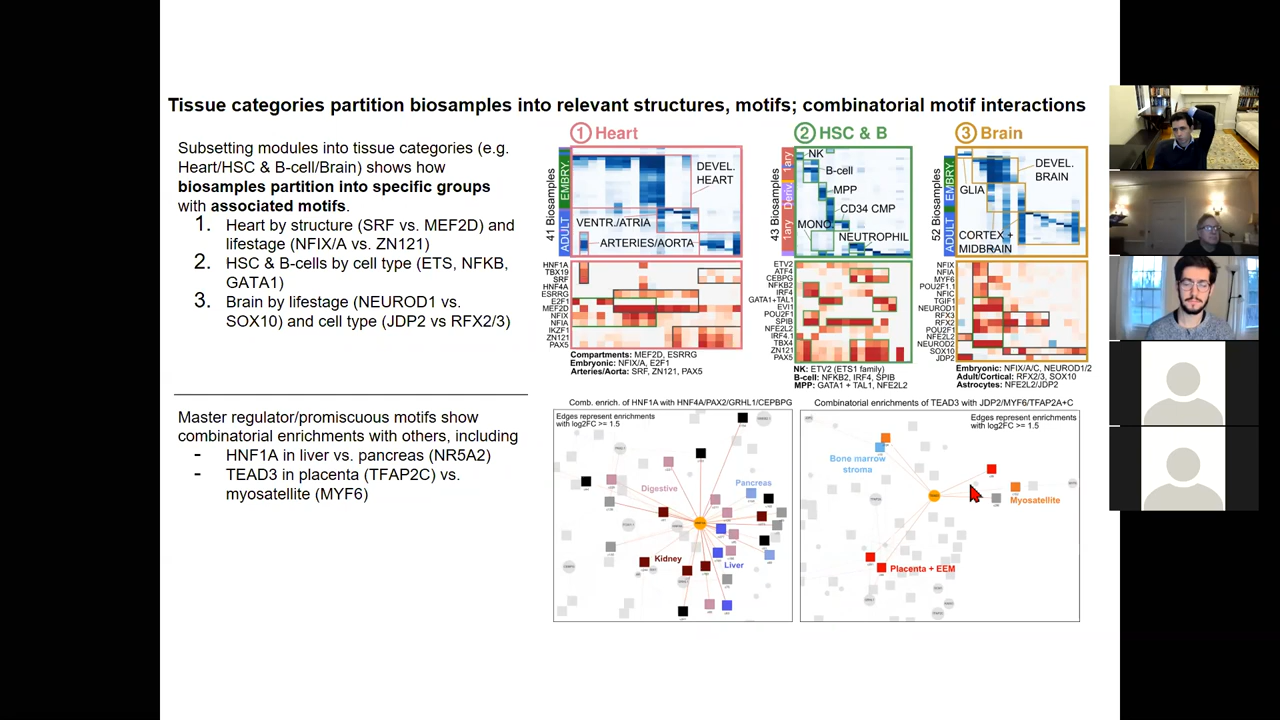 Tissue categories partition biosamples into relevant structures, motifs; combinatorial motif interactions
Subsetting modules into tissue categories (e.g.
Heart/HSC & B-cell/Brain) shows how
biosamples partition into specific groups
with associated motifs.
1. Heart by structure (SRF vs. MEF2D) and
lifestage (NFIX/A vs. ZN121)
2. HSC & B-cells by cell type (ETS, NFKB,
GATA1)
3. Brain by lifestage (NEUROD1 vs.
SOX10) and cell type (JDP2 vs RFX2/3)
Master regulator/promiscuous motifs show
combinatorial enrichments with others, including
- HNF1A in liver vs. pancreas (NR5A2)
- TEAD3 in placenta (TFAP2C) vs.
myosatellite (MYF6)
1 Heart
41 Biosamples
EMBRY.
ADULT
DEVEL.
HEART
VENTR./ATRIA
ARTERIES/AORTA
HNF1A
TBX19
SRF
HNF4A
ESRRG
E2F1
MEF2D
NFIX
NFIA
IKZF1
ZN121
PAX5
Compartments: MEF2D, ESRRG
Embryonic: NFIX/A, E2F1
Arteries/Aorta: SRF, ZN121, PAX5
2 HSC & B
43 Biosamples
1ary
Deriv.
1ary
NK
B-cell
MPP
CD34 CMP
MONO
NEUTROPHIL
ETV2
ATF4
CEBPG
NFKB2
IRF4
GATA1+TAL1
EVI1
POU2F1
SPIB
NFE2L2
IRF4.1
TBX4
ZN121
PAX5
NK: ETV2 (ETS1 family)
B-cell: NFKB2, IRF4, SPIB
MPP: GATA1 + TAL1, NFE2L2
3 Brain
52 Biosamples
EMBRY.
ADULT
DEVEL.
BRAIN
GLIA
CORTEX +
MIDBRAIN
NFIX
NFIA
MYF6
POU2F1.1
NFIC
TGIF1
NEUROD1
RFX3
RFX2
POU2F1
NFE2L2
NEUROD2
SOX10
JDP2
Embryonic: NFIX/A/C, NEUROD1/2
Adult/Cortical: RFX2/3, SOX10
Astrocytes: NFE2L2/JDP2
Comb. enrich. of HNF1A with HNF4A/PAX2/GRHL1/CEPBPG
Edges represent enrichments
with log2FC >= 1.5
Digestive
Pancreas
Kidney
Liver
Combinatorial enrichments of TEAD3 with JDP2/MYF6/TFAP2A+C
Edges represent enrichments
with log2FC >= 1.5
Bone marrow
stroma
Myosatellite
Placenta + EEM